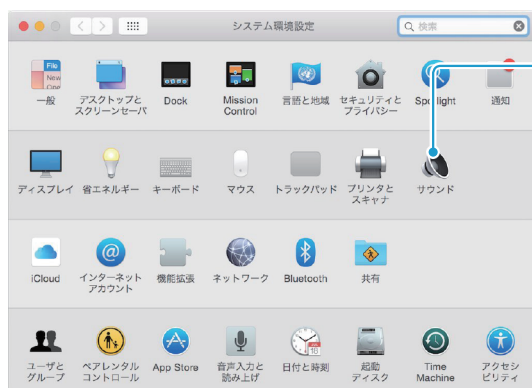 システム環境設定
検索
File
New
一般
デスクトップと
スクリーンセーバ
Dock
Mission
Control
言語と地域
セキュリティと
プライバシー
Spotlight
通知
ディスプレイ
省エネルギー
キーボード
マウス
トラックパッド
プリンタと
スキャナ
サウンド
iCloud
インターネット
アカウント
機能拡張
ネットワーク
Bluetooth
共有
ユーザと
グループ
ペアレンタル
コントロール
App Store
音声入力と
読み上げ
日付と時刻
起動
ディスク
Time
Machine
アクセシ
ビリティ